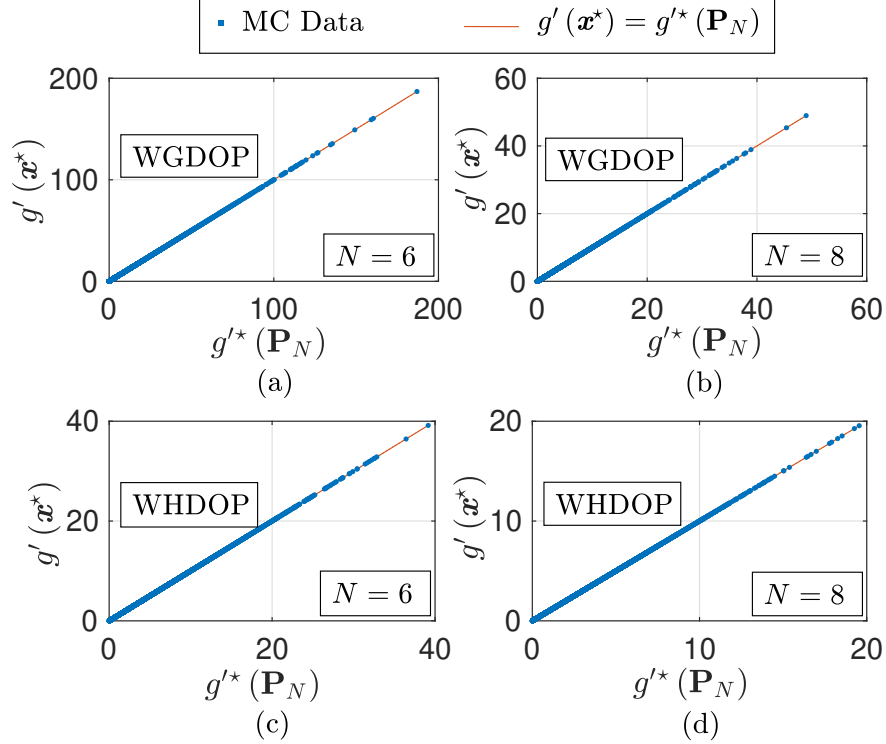 MC Data
g′ (x⋆) = g′⋆ (P_N)
200
100
0
g′ (x⋆)
WGDOP
N = 6
0 100 200
g′⋆ (P_N)
(a)
60
40
20
0
g′ (x⋆)
WGDOP
N = 8
0 20 40 60
g′⋆ (P_N)
(b)
40
20
0
g′ (x⋆)
WHDOP
N = 6
0 20 40
g′⋆ (P_N)
(c)
20
10
0
g′ (x⋆)
WHDOP
N = 8
0 10 20
g′⋆ (P_N)
(d)